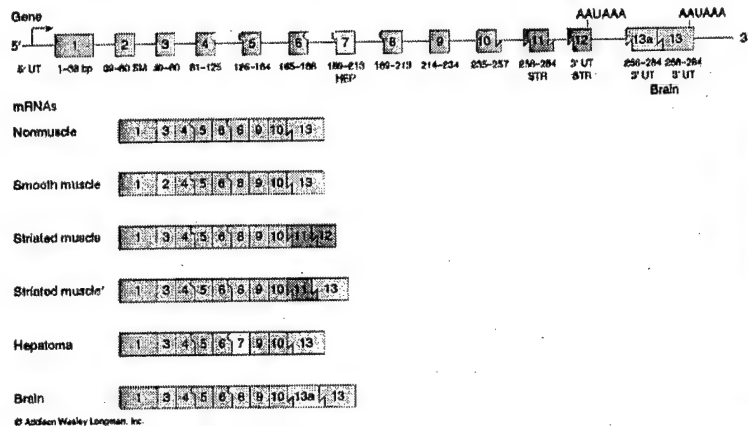 Gene
AAUAAA AAUAAA
5' 1 2 3 4 5 6 7 8 9 10 11 12 13a 13 3
5' UT 1-38 bp 39-80 SM 39-80 81-125 126-164 165-188 189-213 189-213 214-234 235-257 258-284 3' UT 258-284 258-284
HEP STR STR 3' UT 3' UT
Brain
mRNAs
Nonmuscle 1 3 4 5 6 8 9 10 13
Smooth muscle 1 2 4 5 6 8 9 10 13
Striated muscle 1 3 4 5 6 8 9 10 11 12
Striated muscle' 1 3 4 5 6 8 9 10 11 13
Hepatoma 1 3 4 5 6 7 9 10 13
Brain 1 3 4 5 6 8 9 10 13a 13
© Addison Wesley Longman, Inc.